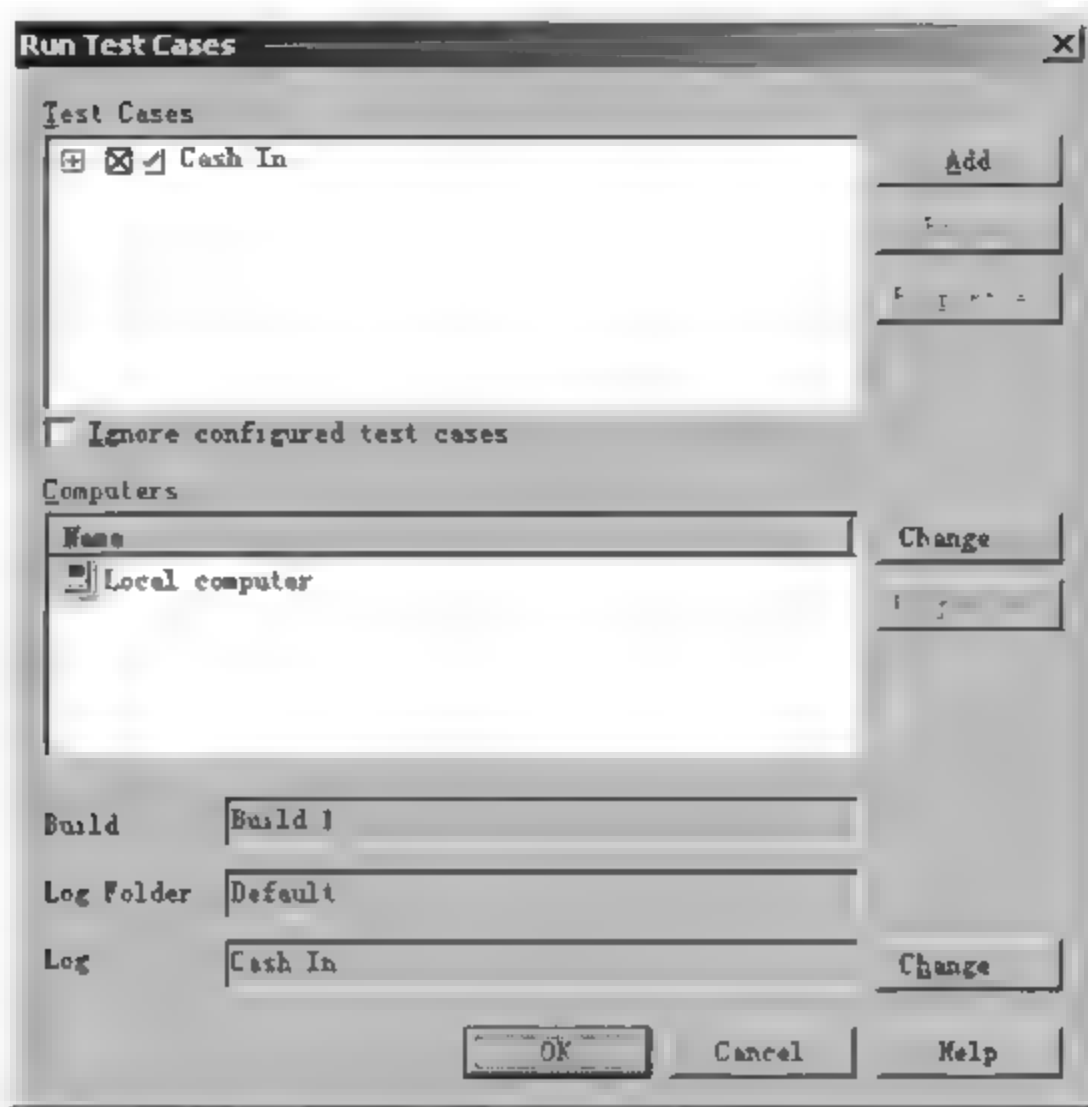 Run Test Cases
Test Cases
Cash In
Add
Ignore configured test cases
Computers
Name
Change
Local computer
Build
Build 1
Log Folder
Default
Log
Cash In
Change
OK
Cancel
Help